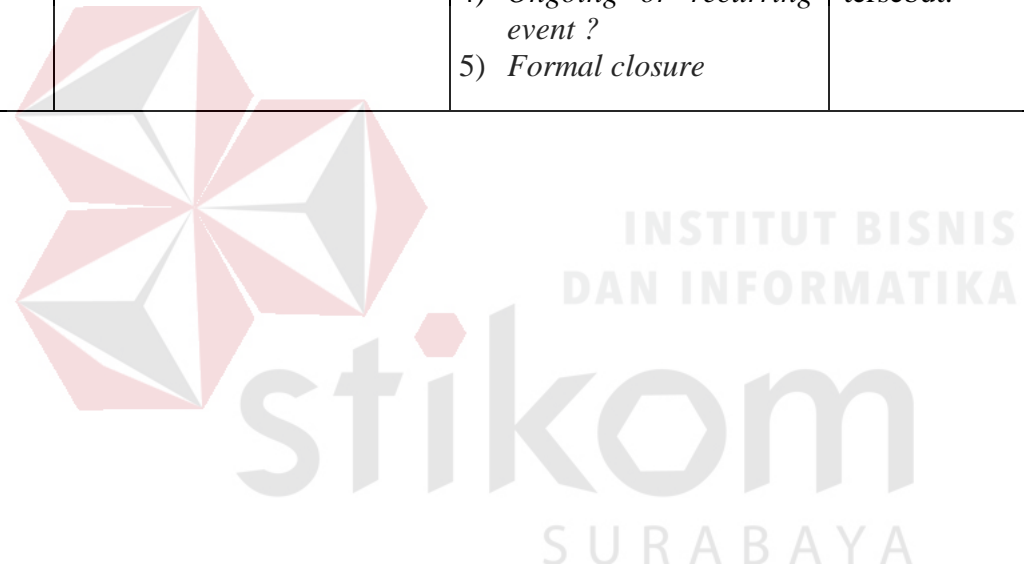 4) Ongoing or recurring
event ?
5) Formal closure
tersebut.
INSTITUT BISNIS
DAN INFORMATIKA
stikom
SURABAYA